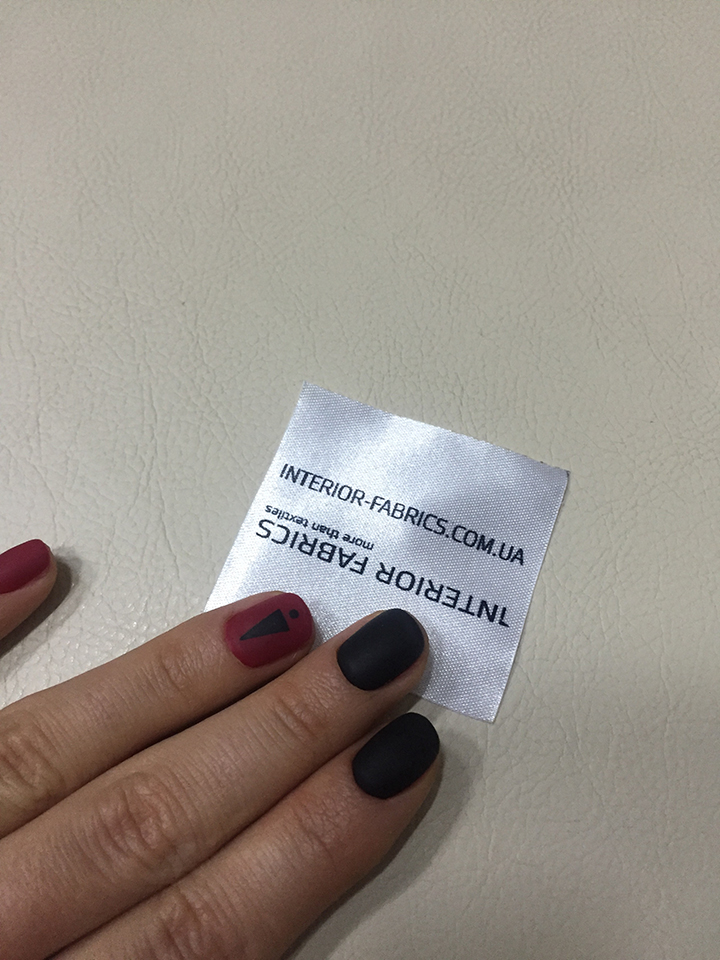 INTERIOR-FABRICS.COM.UA
INTERIOR FABRICS
more than textiles